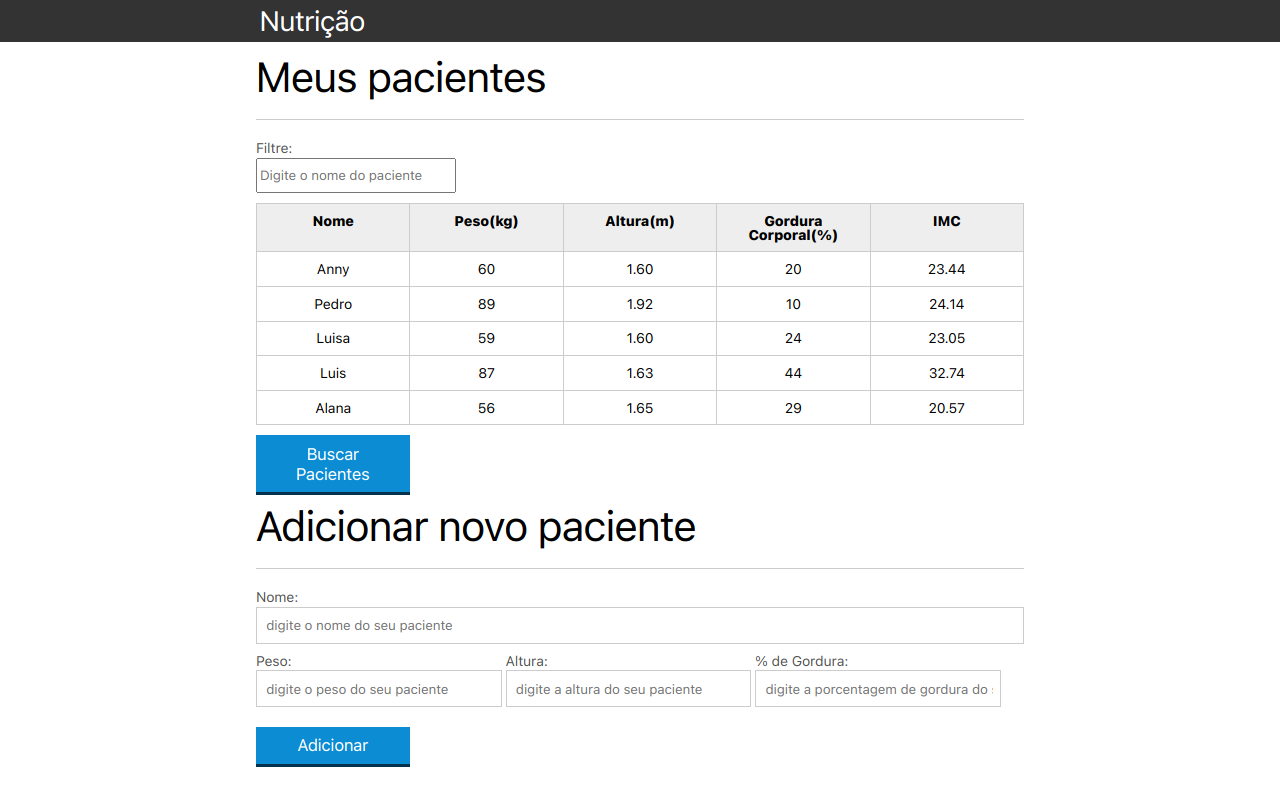 Nutrição
Meus pacientes
Filtre:
Digite o nome do paciente
Nome Peso(kg) Altura(m) Gordura Corporal(%) IMC
Anny 60 1.60 20 23.44
Pedro 89 1.92 10 24.14
Luisa 59 1.60 24 23.05
Luis 87 1.63 44 32.74
Alana 56 1.65 29 20.57
Buscar
Pacientes
Adicionar novo paciente
Nome:
digite o nome do seu paciente
Peso: Altura: % de Gordura:
digite o peso do seu paciente digite a altura do seu paciente digite a porcentagem de gordura do
Adicionar